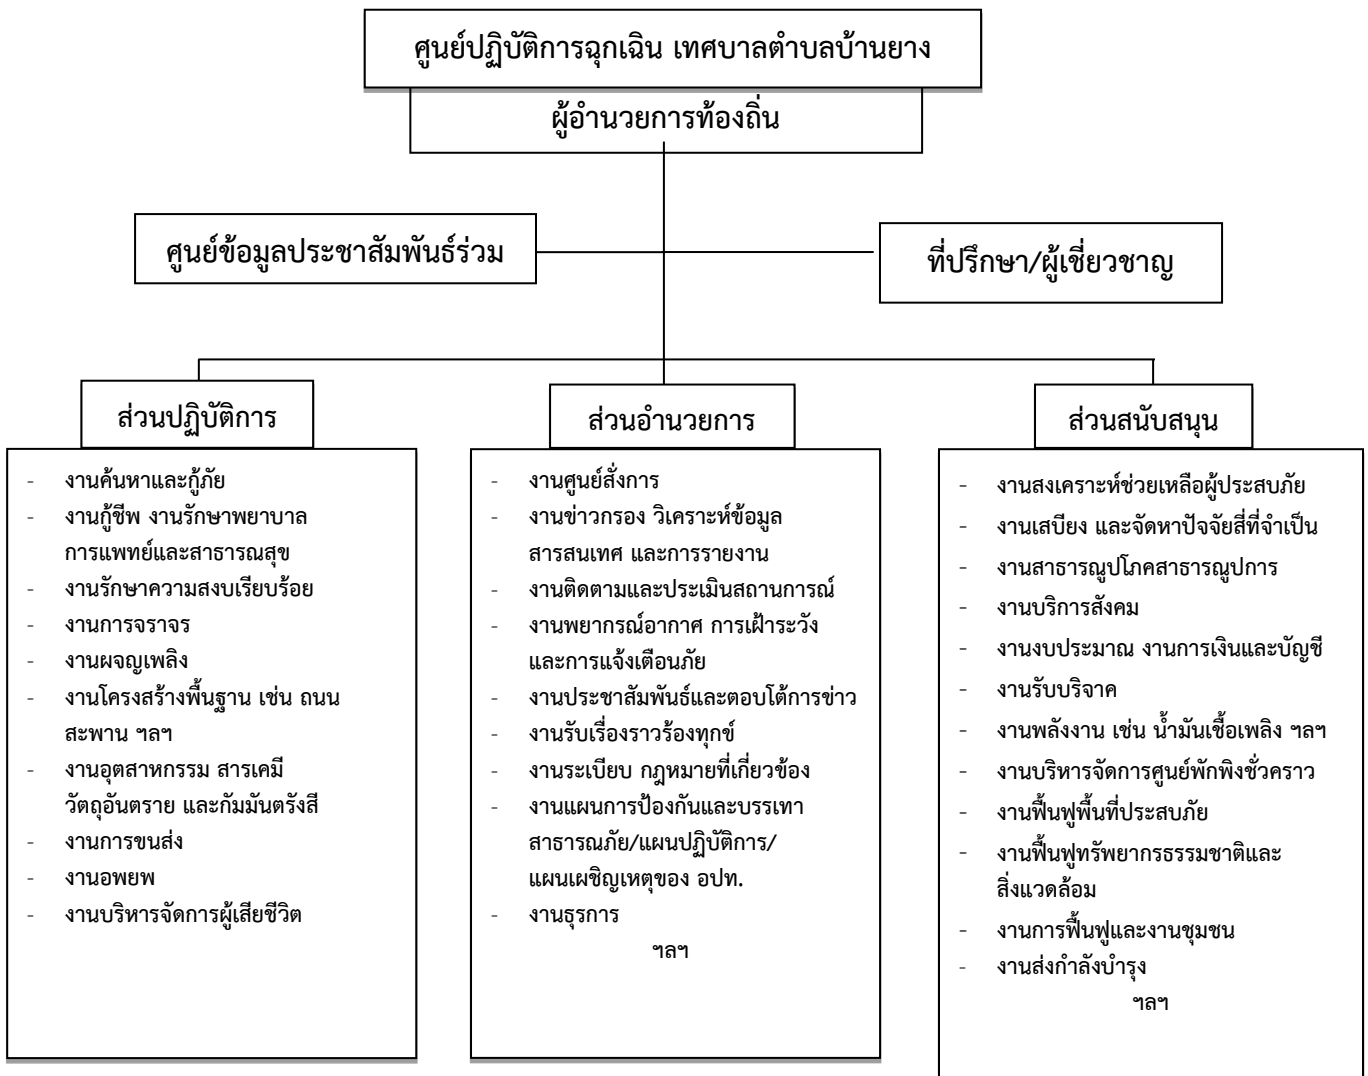 ศูนย์ปฏิบัติการฉุกเฉิน เทศบาลตำบลบ้านยาง
ผู้อำนวยการท้องถิ่น
ศูนย์ข้อมูลประชาสัมพันธ์ร่วม
ที่ปรึกษา/ผู้เชี่ยวชาญ
ส่วนปฏิบัติการ
- งานค้นหาและกู้ภัย
- งานกู้ชีพ งานรักษาพยาบาล
การแพทย์และสาธารณสุข
- งานรักษาความสงบเรียบร้อย
- งานการจราจร
- งานผจญเพลิง
- งานโครงสร้างพื้นฐาน เช่น ถนน
สะพาน ฯลฯ
- งานอุตสาหกรรม สารเคมี
วัตถุอันตราย และกัมมันตรังสี
- งานการขนส่ง
- งานอพยพ
- งานบริหารจัดการผู้เสียชีวิต
ส่วนอำนวยการ
- งานศูนย์สั่งการ
- งานข่าวกรอง วิเคราะห์ข้อมูล
สารสนเทศ และการรายงาน
- งานติดตามและประเมินสถานการณ์
- งานพยากรณ์อากาศ การเฝ้าระวัง
และการแจ้งเตือนภัย
- งานประชาสัมพันธ์และตอบโต้การข่าว
- งานรับเรื่องราวร้องทุกข์
- งานระเบียบ กฎหมายที่เกี่ยวข้อง
- งานแผนการป้องกันและบรรเทา
สาธารณภัย/แผนปฏิบัติการ/
แผนเผชิญเหตุของ อปท.
- งานธุรการ
ฯลฯ
ส่วนสนับสนุน
- งานสงเคราะห์ช่วยเหลือผู้ประสบภัย
- งานเสบียง และจัดหาปัจจัยสี่ที่จำเป็น
- งานสาธารณูปโภคสาธารณูปการ
- งานบริการสังคม
- งานงบประมาณ งานการเงินและบัญชี
- งานรับบริจาค
- งานพลังงาน เช่น น้ำมันเชื้อเพลิง ฯลฯ
- งานบริหารจัดการศูนย์พักพิงชั่วคราว
- งานฟื้นฟูพื้นที่ประสบภัย
- งานฟื้นฟูทรัพยากรธรรมชาติและ
สิ่งแวดล้อม
- งานการฟื้นฟูและงานชุมชน
- งานส่งกำลังบำรุง
ฯลฯ